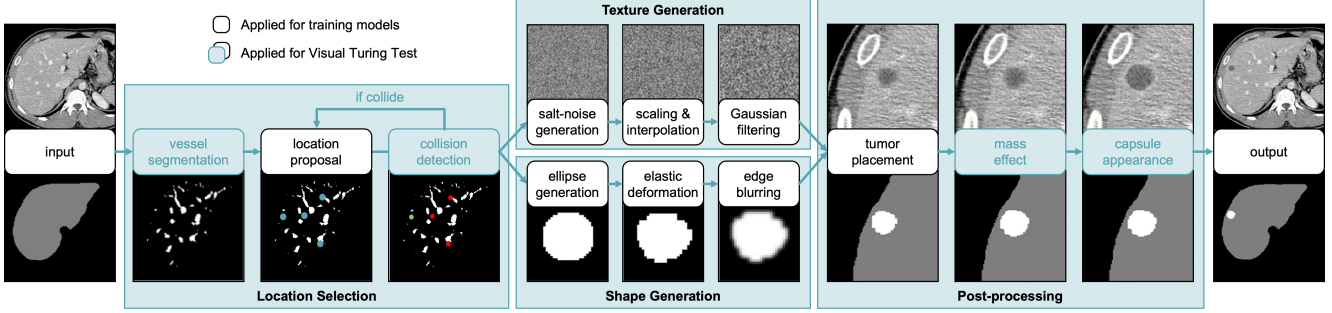 Applied for training models
Applied for Visual Turing Test
input
if collide
vessel
segmentation
location
proposal
collision
detection
Location Selection
Texture Generation
salt-noise
generation
scaling &
interpolation
Gaussian
filtering
ellipse
generation
elastic
deformation
edge
blurring
Shape Generation
tumor
placement
mass
effect
capsule
appearance
Post-processing
output